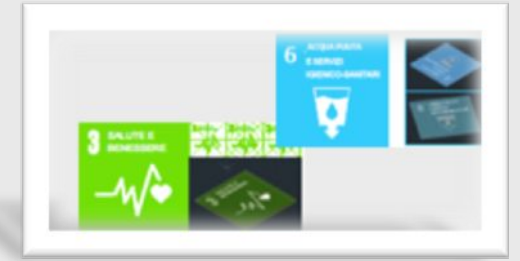 6 ACQUA PULITA
E SERVIZI
IGIENICO-SANITARI
3 SALUTE E
BENESSERE